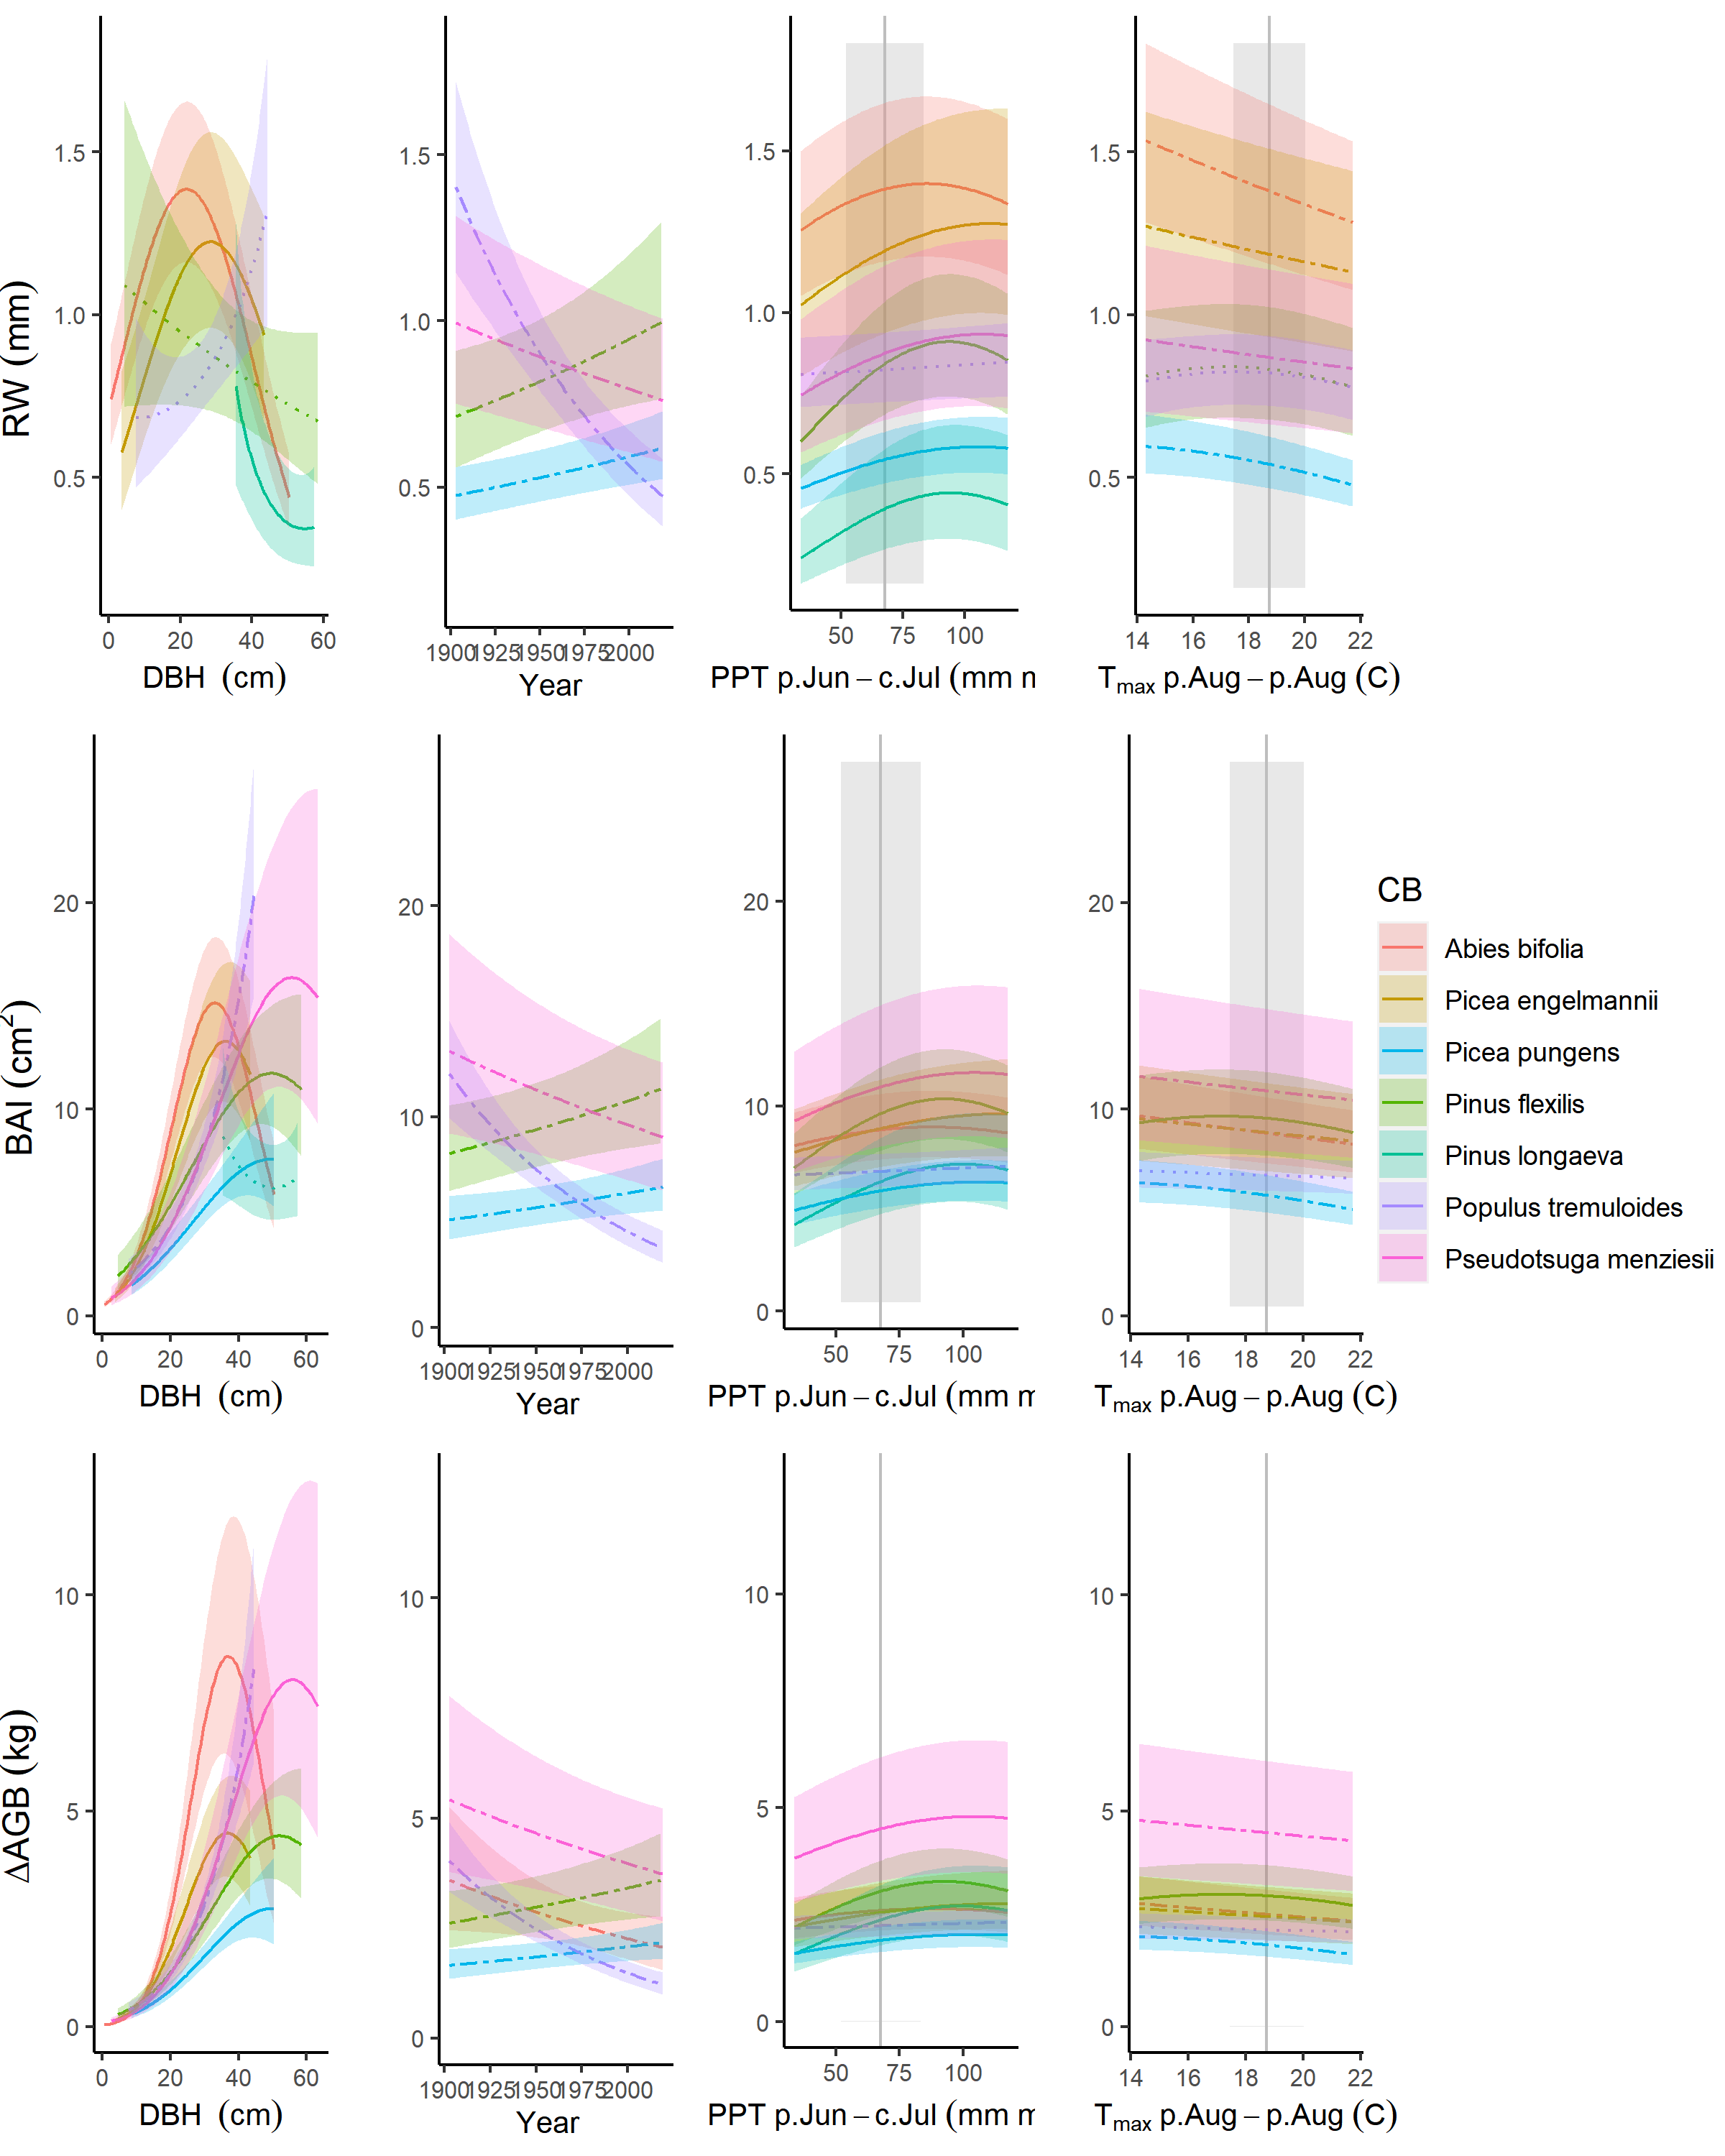 RW (mm)
1.5
1.0
0.5
0 20 40 60
DBH (cm)
1.5
1.0
0.5
1900 1925 1950 1975 2000
Year
1.5
1.0
0.5
50 75 100
PPT p.Jun – c.Jul (mm
1.5
1.0
0.5
14 16 18 20 22
Tmax p.Aug – p.Aug (C)
BAI (cm²)
20
10
0
0 20 40 60
DBH (cm)
20
10
0
1900 1925 1950 1975 2000
Year
20
10
0
50 75 100
PPT p.Jun – c.Jul (mm
20
10
0
14 16 18 20 22
Tmax p.Aug – p.Aug (C)
CB
Abies bifolia
Picea engelmannii
Picea pungens
Pinus flexilis
Pinus longaeva
Populus tremuloides
Pseudotsuga menziesii
ΔAGB (kg)
10
5
0
0 20 40 60
DBH (cm)
10
5
0
1900 1925 1950 1975 2000
Year
10
5
0
50 75 100
PPT p.Jun – c.Jul (mm
10
5
0
14 16 18 20 22
Tmax p.Aug – p.Aug (C)